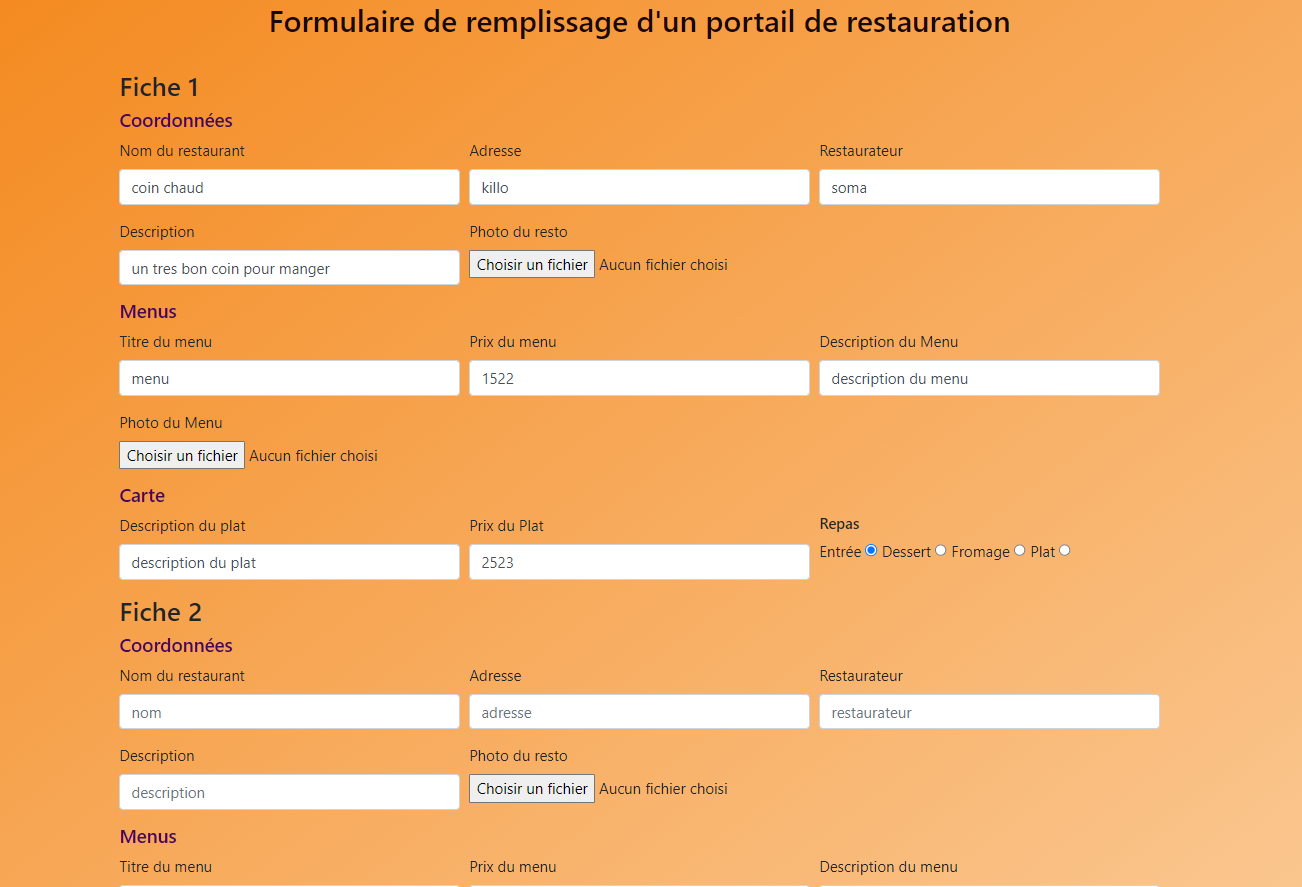 Formulaire de remplissage d'un portail de restauration
Fiche 1
Coordonnées
Nom du restaurant Adresse Restaurateur
coin chaud killo soma
Description Photo du resto
un tres bon coin pour manger Choisir un fichier Aucun fichier choisi
Menus
Titre du menu Prix du menu Description du Menu
menu 1522 description du menu
Photo du Menu
Choisir un fichier Aucun fichier choisi
Carte
Description du plat Prix du Plat Repas
description du plat 2523 Entrée Dessert Fromage Plat
Fiche 2
Coordonnées
Nom du restaurant Adresse Restaurateur
nom adresse restaurateur
Description Photo du resto
description Choisir un fichier Aucun fichier choisi
Menus
Titre du menu Prix du menu Description du menu